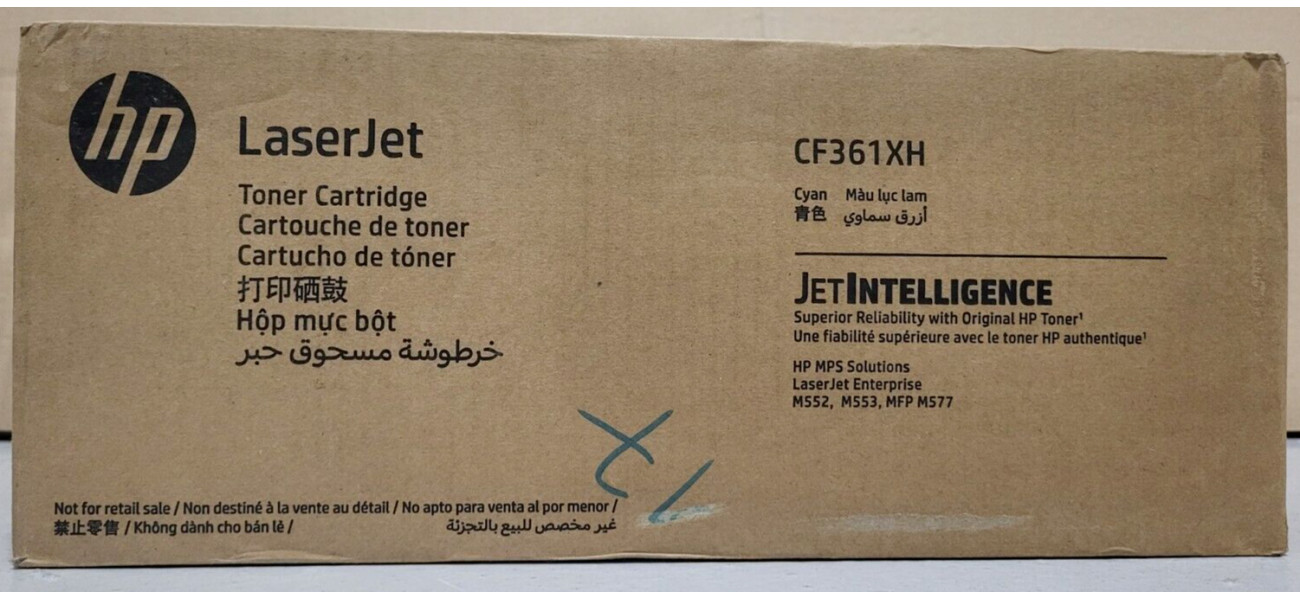 hp
LaserJet
Toner Cartridge
Cartouche de toner
Cartucho de tóner
打印硒鼓
Hộp mực bột
خرطوشة مسحوق حبر
CF361XH
Cyan Màu lục lam
青色 أزرق سماوي
JETINTELLIGENCE
Superior Reliability with Original HP Toner¹
Une fiabilité supérieure avec le toner HP authentique¹
HP MPS Solutions
LaserJet Enterprise
M552, M553, MFP M577
Not for retail sale / Non destiné à la vente au détail / No apto para venta al por menor /
禁止零售 / Không dành cho bán lẻ / غير مخصص للبيع بالتجزئة